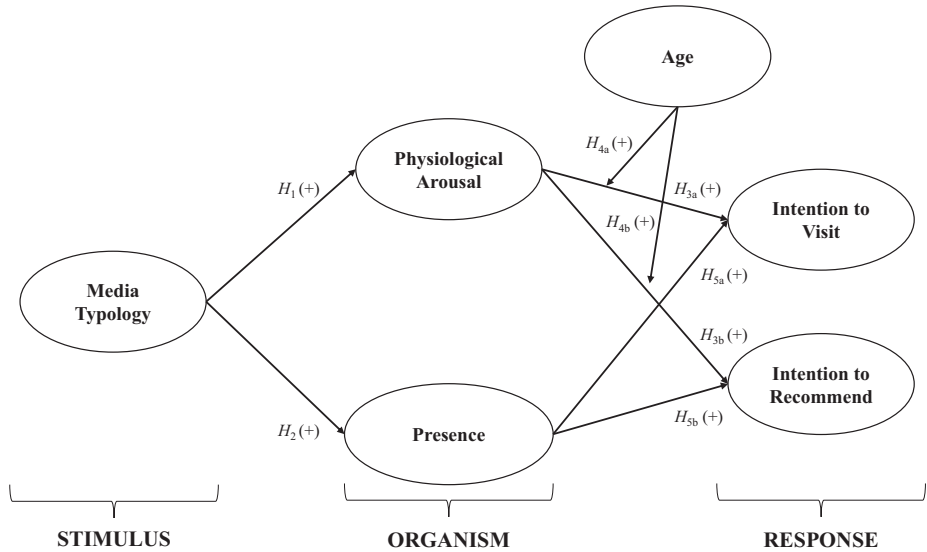 Age
H4a (+)
Physiological
Arousal
H1 (+)
H3a (+)
Intention to
Visit
H4b (+)
H5a (+)
Media
Typology
H3b (+)
Intention to
Recommend
H2 (+)
Presence
H5b (+)
STIMULUS
ORGANISM
RESPONSE